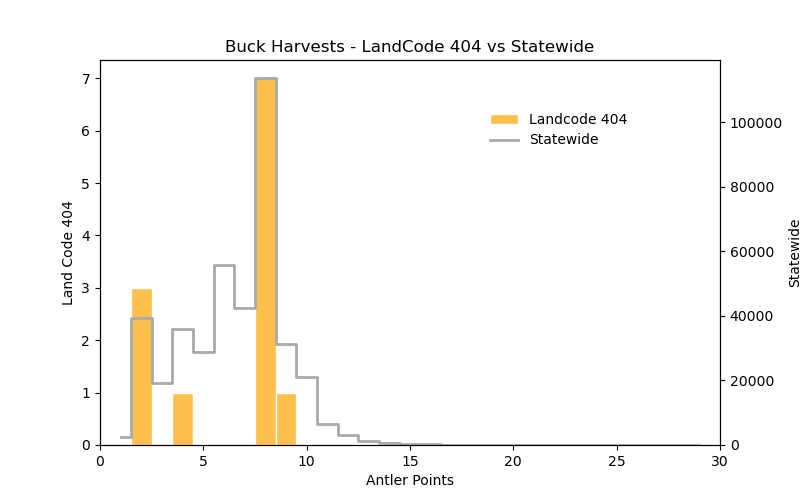 Buck Harvests - LandCode 404 vs Statewide
7
6
5
4
3
2
1
0
Land Code 404
Landcode 404
Statewide
100000
80000
60000
40000
20000
0
Statewide
0 5 10 15 20 25 30
Antler Points